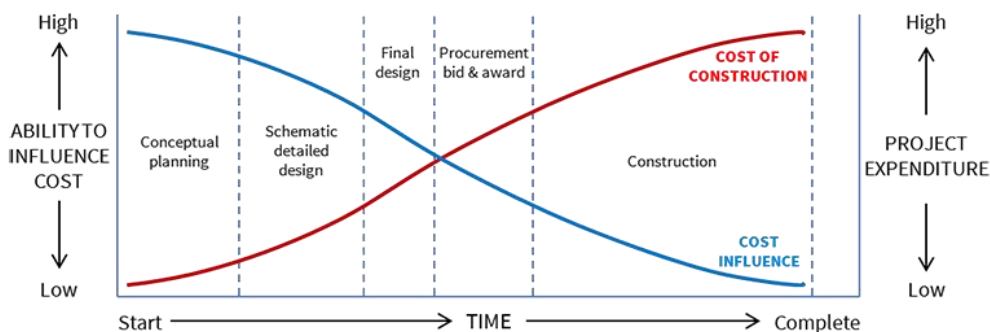 High
High
Final
design
Procurement
bid & award
COST OF
CONSTRUCTION
ABILITY TO
INFLUENCE
COST
Conceptual
planning
Schematic
detailed
design
Construction
PROJECT
EXPENDITURE
COST
INFLUENCE
Low
Low
Start
TIME
Complete